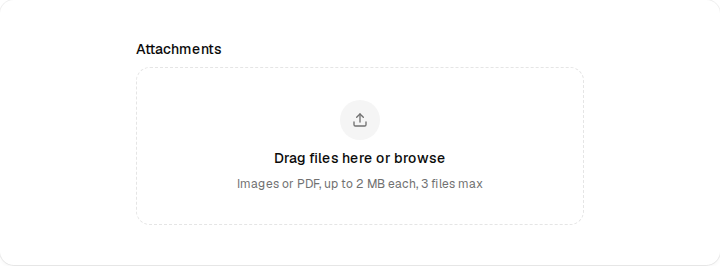 Attachments
Drag files here or browse
Images or PDF, up to 2 MB each, 3 files max